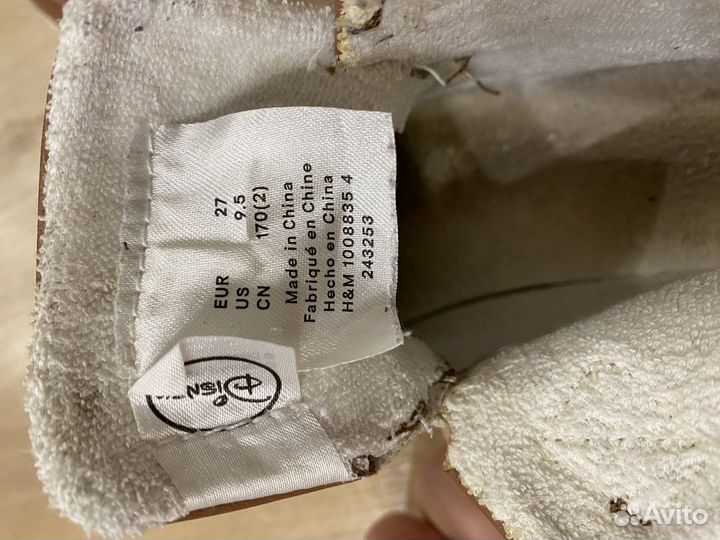 EUR 27
US 9.5
CN 170(2)
Made in China
Fabriqué en Chine
Hecho en China
H&M 1008835 4
243253
Avito